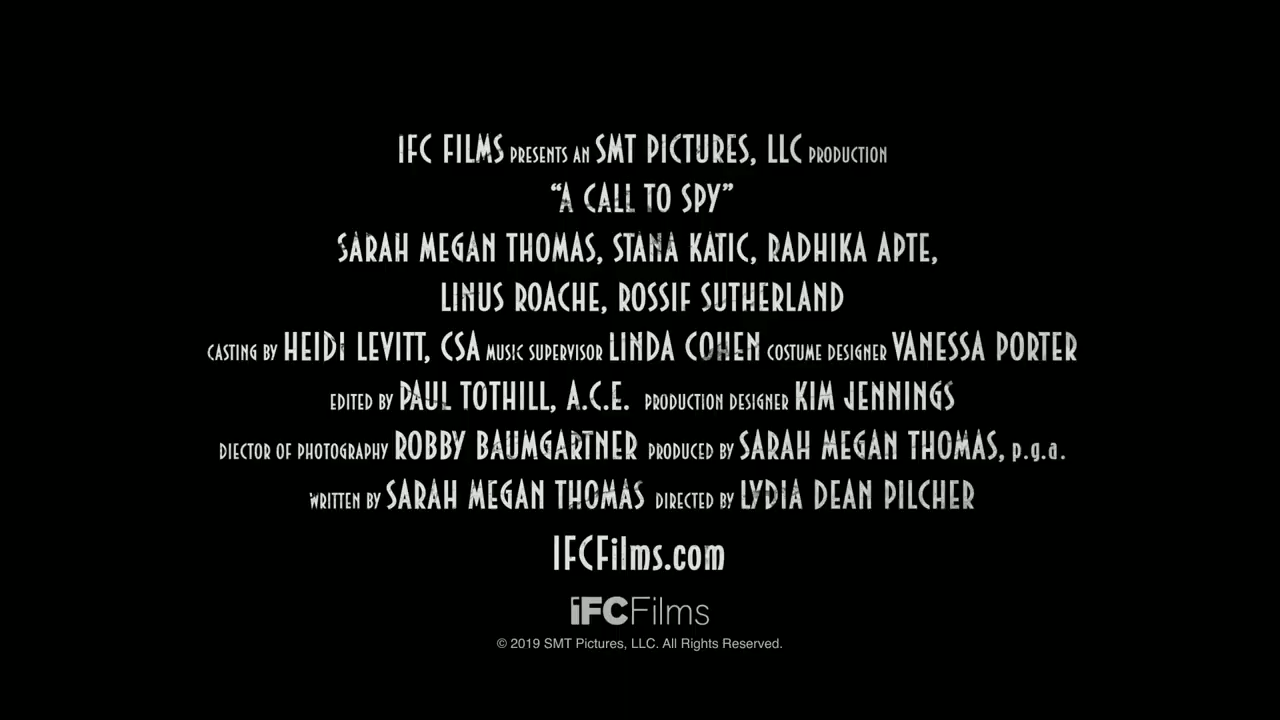 IFC FILMS PRESENTS AN SMT PICTURES, LLC PRODUCTION
“A CALL TO SPY”
SARAH MEGAN THOMAS, STANA KATIC, RADHIKA APTE,
LINUS ROACHE, ROSSIF SUTHERLAND
CASTING BY HEIDI LEVITT, CSA MUSIC SUPERVISOR LINDA COHEN COSTUME DESIGNER VANESSA PORTER
EDITED BY PAUL TOTHILL, A.C.E. PRODUCTION DESIGNER KIM JENNINGS
DIECTOR OF PHOTOGRAPHY ROBBY BAUMGARTNER PRODUCED BY SARAH MEGAN THOMAS, p.g.a.
WRITTEN BY SARAH MEGAN THOMAS DIRECTED BY LYDIA DEAN PILCHER
IFCFilms.com
iFCFilms
© 2019 SMT Pictures, LLC. All Rights Reserved.